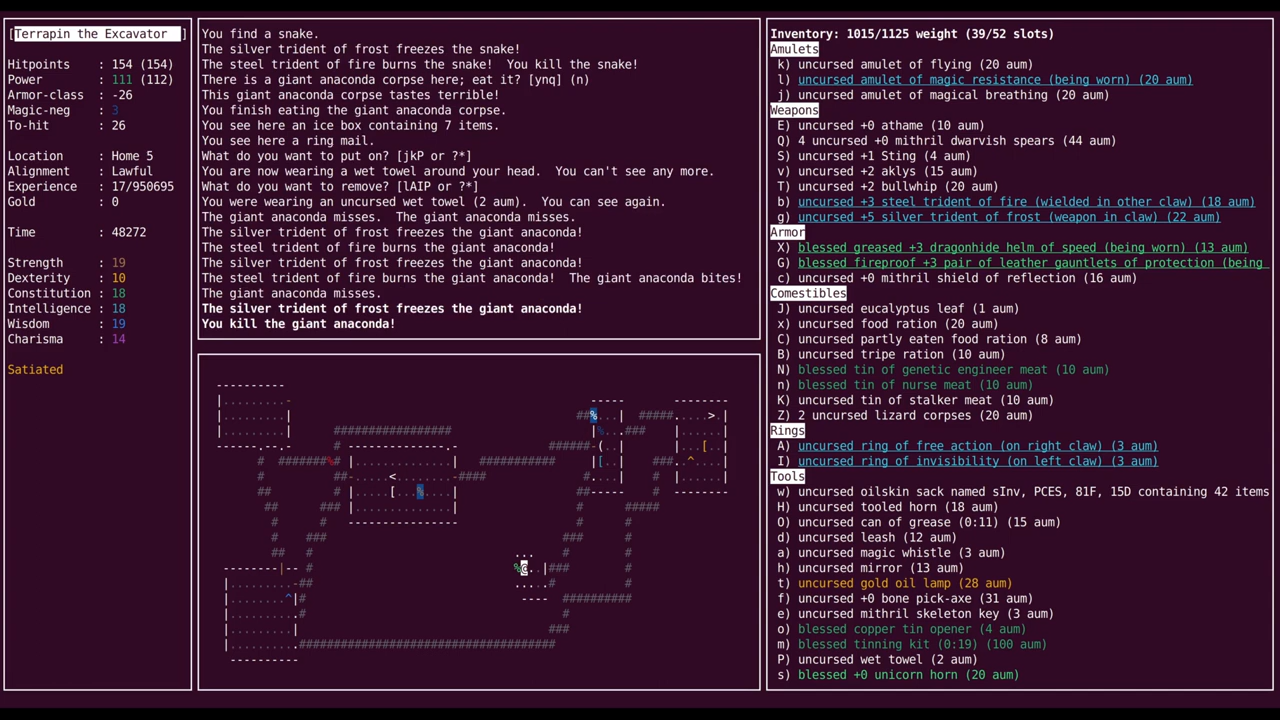 [Terrapin the Excavator ]
Hitpoints : 154 (154)
Power : 111 (112)
Armor-class : -26
Magic-neg : 3
To-hit : 26
Location : Home 5
Alignment : Lawful
Experience : 17/950695
Gold : 0
Time : 48272
Strength : 19
Dexterity : 10
Constitution : 18
Intelligence : 18
Wisdom : 19
Charisma : 14
Satiated
You find a snake.
The silver trident of frost freezes the snake!
The steel trident of fire burns the snake!  You kill the snake!
There is a giant anaconda corpse here; eat it? [ynq] (n)
This giant anaconda corpse tastes terrible!
You finish eating the giant anaconda corpse.
You see here an ice box containing 7 items.
You see here a ring mail.
What do you want to put on? [jkP or ?*]
You are now wearing a wet towel around your head.  You can't see any more.
What do you want to remove? [lAIP or ?*]
You were wearing an uncursed wet towel (2 aum).  You can see again.
The giant anaconda misses.  The giant anaconda misses.
The silver trident of frost freezes the giant anaconda!
The steel trident of fire burns the giant anaconda!
The silver trident of frost freezes the giant anaconda!
The steel trident of fire burns the giant anaconda!  The giant anaconda bites!
The giant anaconda misses.
The silver trident of frost freezes the giant anaconda!
You kill the giant anaconda!
Inventory: 1015/1125 weight (39/52 slots)
Amulets
k) uncursed amulet of flying (20 aum)
l) uncursed amulet of magic resistance (being worn) (20 aum)
j) uncursed amulet of magical breathing (20 aum)
Weapons
E) uncursed +0 athame (10 aum)
Q) 4 uncursed +0 mithril dwarvish spears (44 aum)
S) uncursed +1 Sting (4 aum)
v) uncursed +2 aklys (15 aum)
T) uncursed +2 bullwhip (20 aum)
b) uncursed +3 steel trident of fire (wielded in other claw) (18 aum)
g) uncursed +5 silver trident of frost (weapon in claw) (22 aum)
Armor
X) blessed greased +3 dragonhide helm of speed (being worn) (13 aum)
G) blessed fireproof +3 pair of leather gauntlets of protection (being
c) uncursed +0 mithril shield of reflection (16 aum)
Comestibles
J) uncursed eucalyptus leaf (1 aum)
x) uncursed food ration (20 aum)
C) uncursed partly eaten food ration (8 aum)
B) uncursed tripe ration (10 aum)
N) blessed tin of genetic engineer meat (10 aum)
n) blessed tin of nurse meat (10 aum)
K) uncursed tin of stalker meat (10 aum)
Z) 2 uncursed lizard corpses (20 aum)
Rings
A) uncursed ring of free action (on right claw) (3 aum)
I) uncursed ring of invisibility (on left claw) (3 aum)
Tools
w) uncursed oilskin sack named sInv, PCES, 81F, 15D containing 42 items
H) uncursed tooled horn (18 aum)
O) uncursed can of grease (0:11) (15 aum)
d) uncursed leash (12 aum)
a) uncursed magic whistle (3 aum)
h) uncursed mirror (13 aum)
t) uncursed gold oil lamp (28 aum)
f) uncursed +0 bone pick-axe (31 aum)
e) uncursed mithril skeleton key (3 aum)
o) blessed copper tin opener (4 aum)
m) blessed tinning kit (0:19) (100 aum)
P) uncursed wet towel (2 aum)
s) blessed +0 unicorn horn (20 aum)